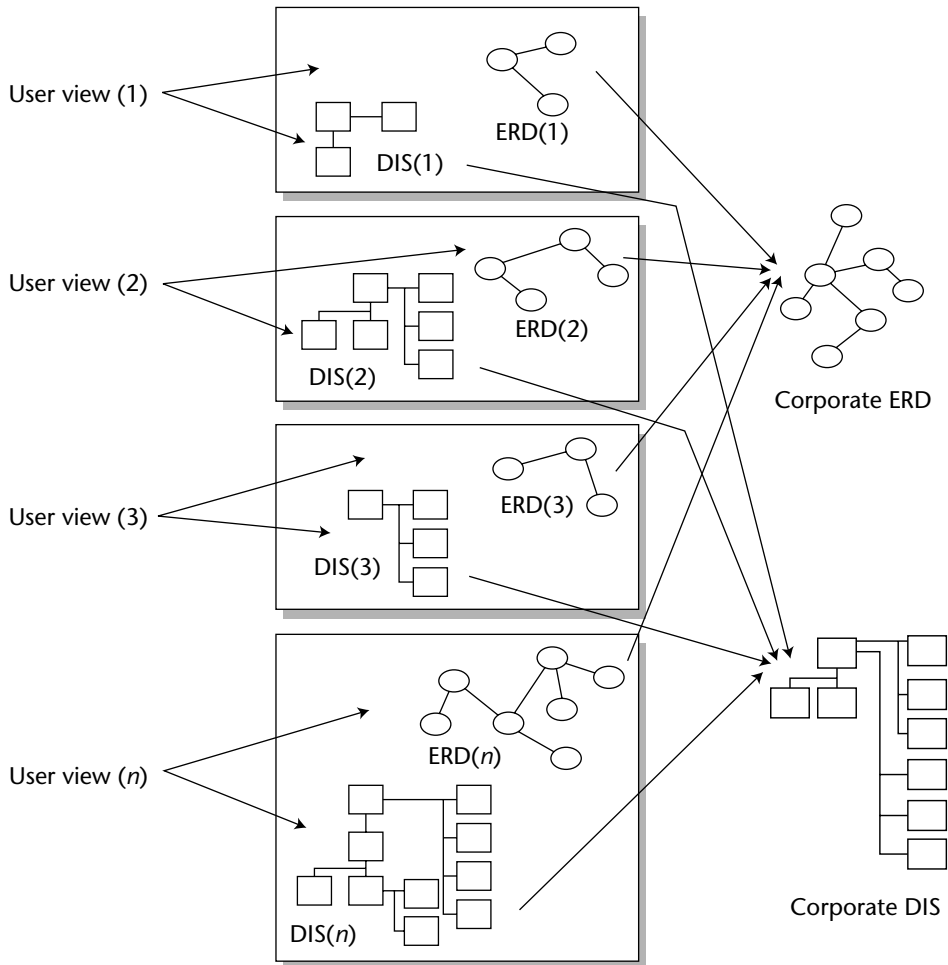 User view (1)
ERD(1)
DIS(1)
User view (2)
ERD(2)
DIS(2)
Corporate ERD
User view (3)
ERD(3)
DIS(3)
User view (n)
ERD(n)
DIS(n)
Corporate DIS